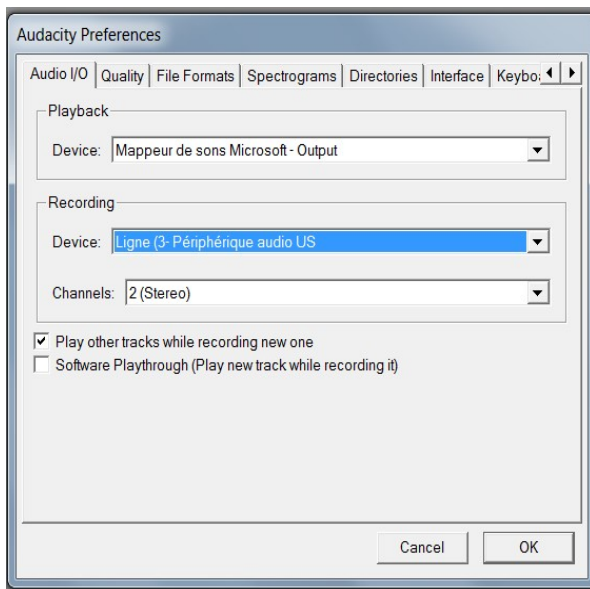 Audacity Preferences
Audio I/O Quality File Formats Spectrograms Directories Interface Keybo
Playback
Device: Mappeur de sons Microsoft - Output
Recording
Device: Ligne (3- Périphérique audio US
Channels: 2 (Stereo)
Play other tracks while recording new one
Software Playthrough (Play new track while recording it)
Cancel OK